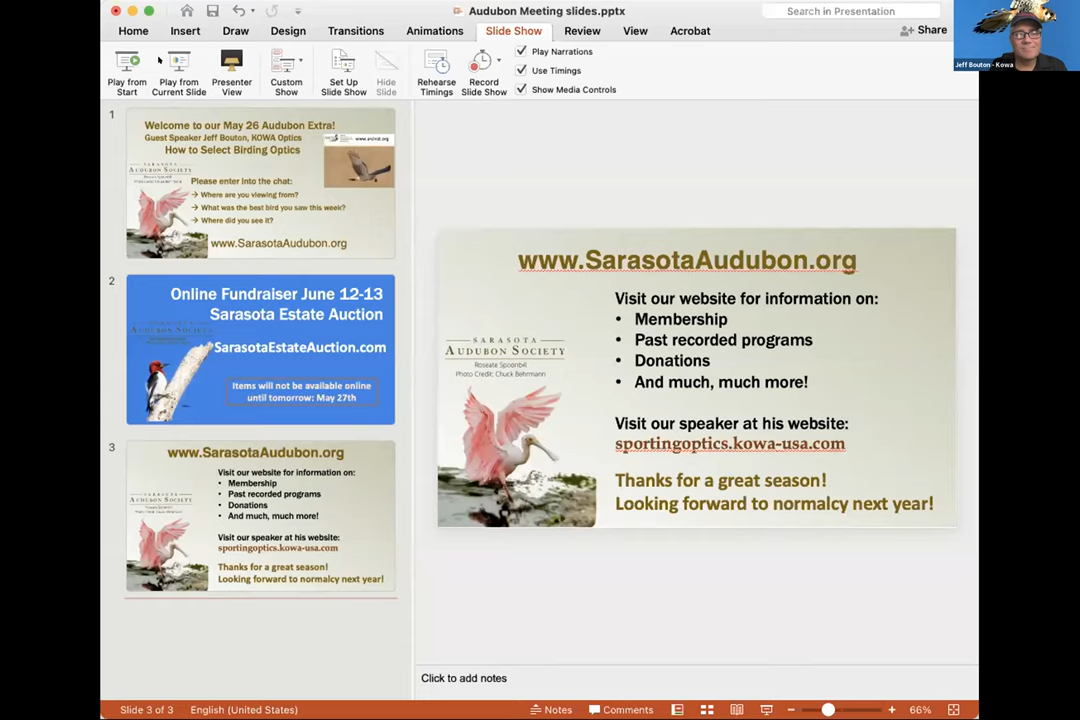 Audubon Meeting slides.pptx
Search in Presentation
Home
Insert
Draw
Design
Transitions
Animations
Slide Show
Review
View
Acrobat
Share
Jeff Bouton - Kowa
Play from Start
Play from Current Slide
Presenter View
Custom Show
Set Up Slide Show
Hide Slide
Rehearse Timings
Record Slide Show
Play Narrations
Use Timings
Show Media Controls
1
Welcome to our May 26 Audubon Extra!
Guest Speaker Jeff Bouton, KOWA Optics
How to Select Birding Optics
SARASOTA
AUDUBON SOCIETY
Please enter into the chat:
→ Where are you viewing from?
→ What was the best bird you saw this week?
→ Where did you see it?
www.SarasotaAudubon.org
2
Online Fundraiser June 12-13
Sarasota Estate Auction
AUDUBON SOCIETY
SarasotaEstateAuction.com
Items will not be available online
until tomorrow: May 27th
3
www.SarasotaAudubon.org
Visit our website for information on:
• Membership
• Past recorded programs
• Donations
• And much, much more!
SARASOTA
AUDUBON SOCIETY
Visit our speaker at his website:
sportingoptics.kowa-usa.com
Thanks for a great season!
Looking forward to normalcy next year!
www.SarasotaAudubon.org
Visit our website for information on:
• Membership
• Past recorded programs
• Donations
• And much, much more!
SARASOTA
AUDUBON SOCIETY
Roseate Spoonbill
Photo Credit: Chuck Behrmann
Visit our speaker at his website:
sportingoptics.kowa-usa.com
Thanks for a great season!
Looking forward to normalcy next year!
Click to add notes
Slide 3 of 3
English (United States)
Notes
Comments
66%